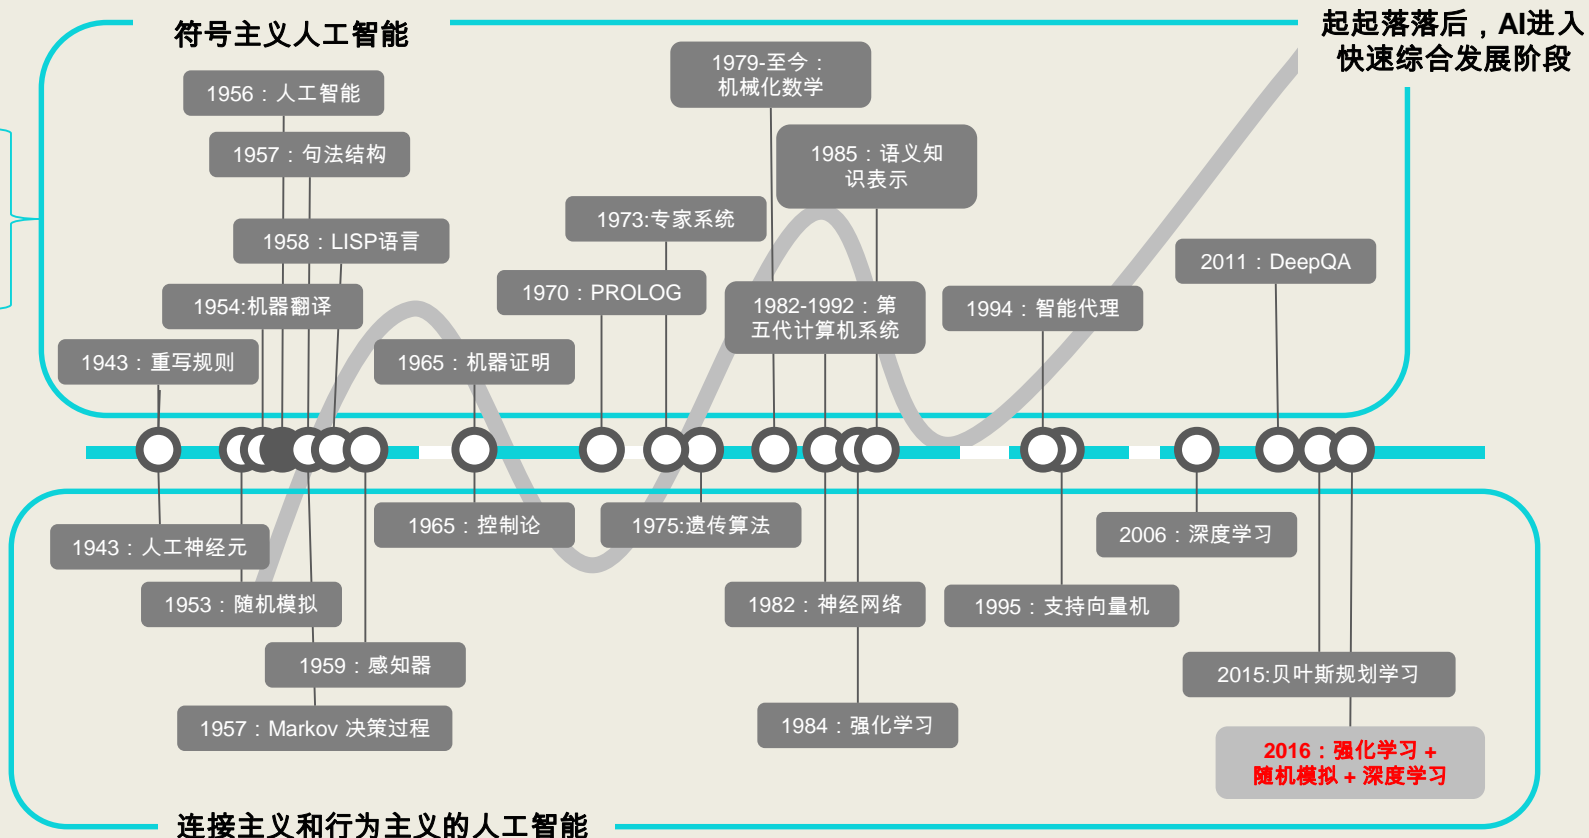 符号主义人工智能
起起落落后，AI进入
快速综合发展阶段
1979-至今：
机械化数学
1956：人工智能
1957：句法结构
1985：语义知
识表示
1973:专家系统
1958：LISP语言
2011：DeepQA
1954:机器翻译
1970：PROLOG
1982-1992：第
五代计算机系统
1994：智能代理
1943：重写规则
1965：机器证明
1943：人工神经元
1965：控制论
1975:遗传算法
2006：深度学习
1953：随机模拟
1982：神经网络
1995：支持向量机
1959：感知器
2015:贝叶斯规划学习
1957：Markov 决策过程
1984：强化学习
2016：强化学习 +
随机模拟 + 深度学习
连接主义和行为主义的人工智能